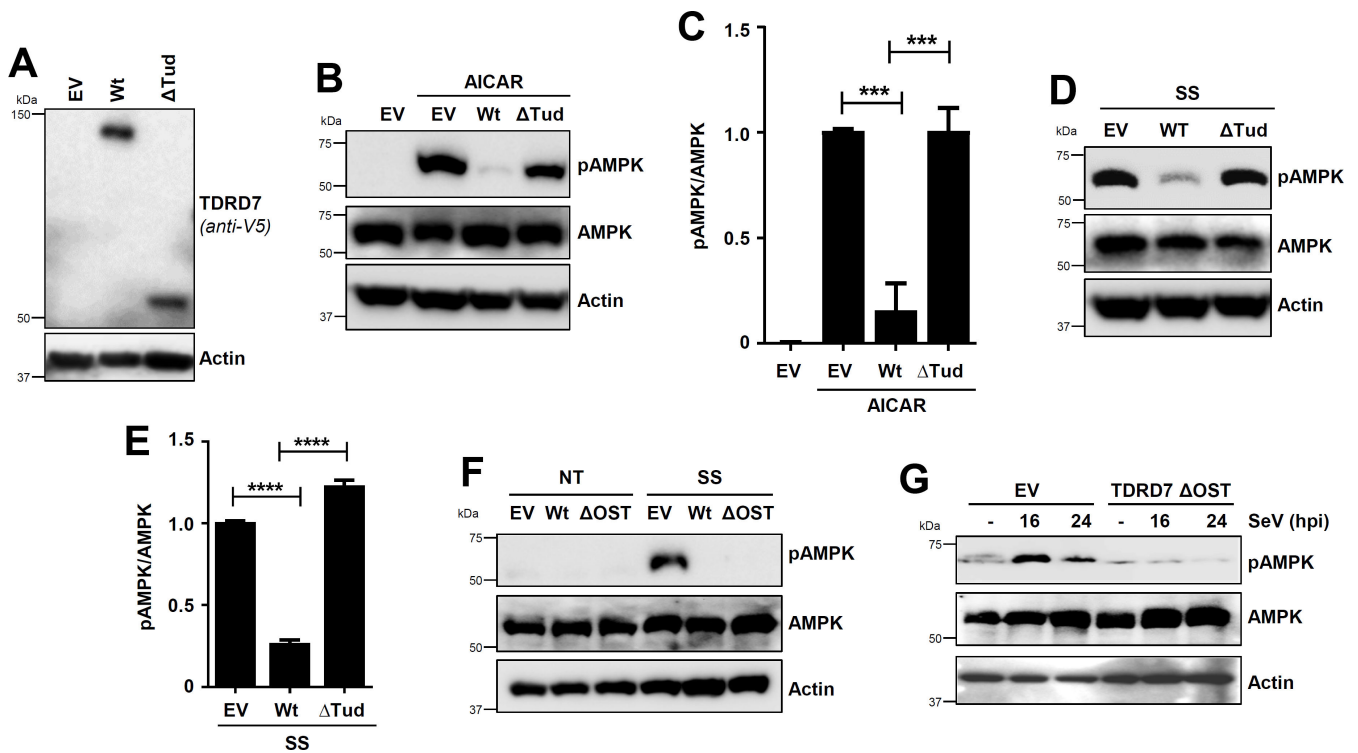 A
EV
Wt
ΔTud
kDa
150
50
TDRD7
(anti-V5)
Actin
37
B
AICAR
EV EV Wt ΔTud
kDa
75
50
pAMPK
75
50
AMPK
Actin
37
C
pAMPK/AMPK
1.5
1.0
0.5
0
***
***
EV EV Wt ΔTud
AICAR
D
SS
EV WT ΔTud
kDa
75
50
pAMPK
75
50
AMPK
Actin
37
E
pAMPK/AMPK
1.5
1.0
0.5
0
****
****
EV Wt ΔTud
SS
F
NT SS
EV Wt ΔOST EV Wt ΔOST
kDa
75
50
pAMPK
AMPK
50
Actin
37
G
EV TDRD7 ΔOST
- 16 24 - 16 24 SeV (hpi)
kDa
75
pAMPK
AMPK
50
Actin
37